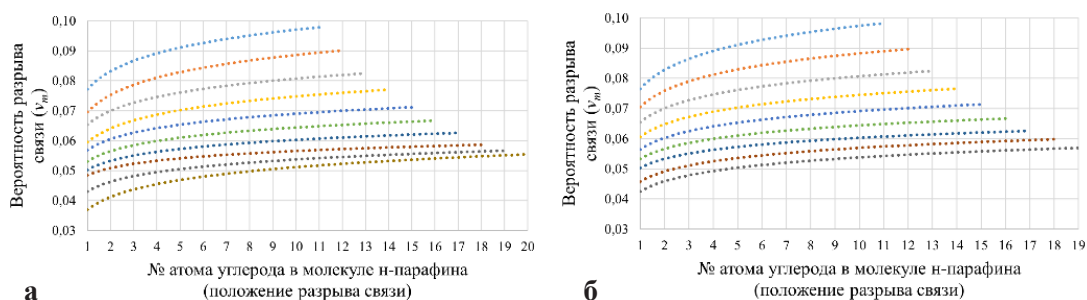 0,10
0,09
0,08
0,07
0,06
0,05
0,04
0,03
Вероятность разрыва
связи (vm)
1 2 3 4 5 6 7 8 9 10 11 12 13 14 15 16 17 18 19 20
№ атома углерода в молекуле н-парафина
(положение разрыва связи)
а
0,10
0,09
0,08
0,07
0,06
0,05
0,04
0,03
Вероятность разрыва
связи (vm)
1 2 3 4 5 6 7 8 9 10 11 12 13 14 15 16 17 18 19
№ атома углерода в молекуле н-парафина
(положение разрыва связи)
б